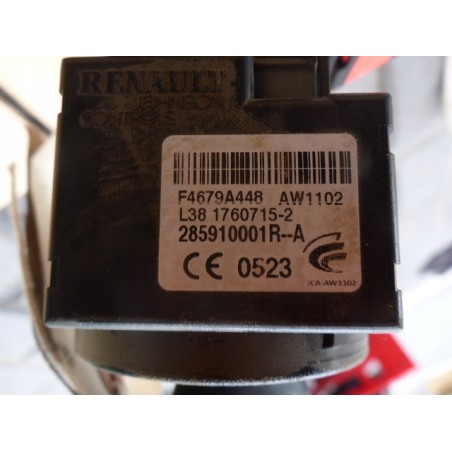 RENAULT
JOHNSON
CONTROLS
F4679A448 AW1102
L38 1760715-2
285910001R--A
CE 0523
ICA-AW1102